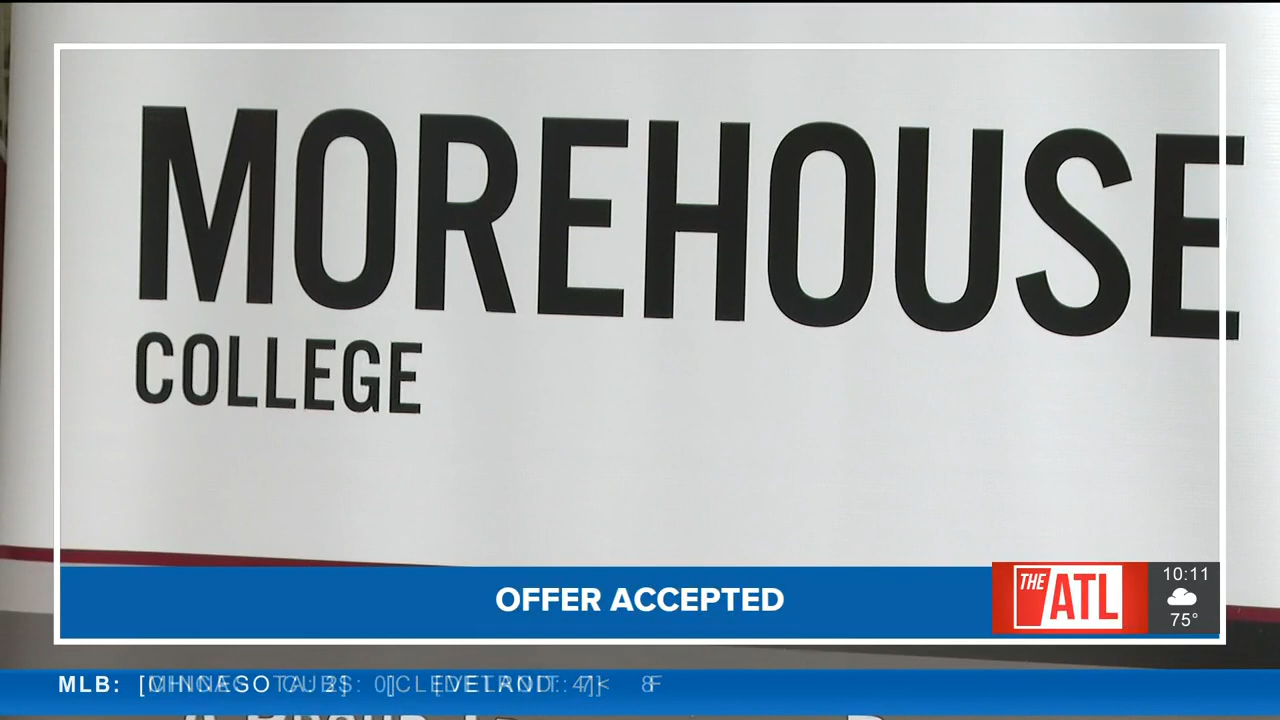 MOREHOUSE
COLLEGE
OFFER ACCEPTED
THE ATL
10:11
75°
MLB: